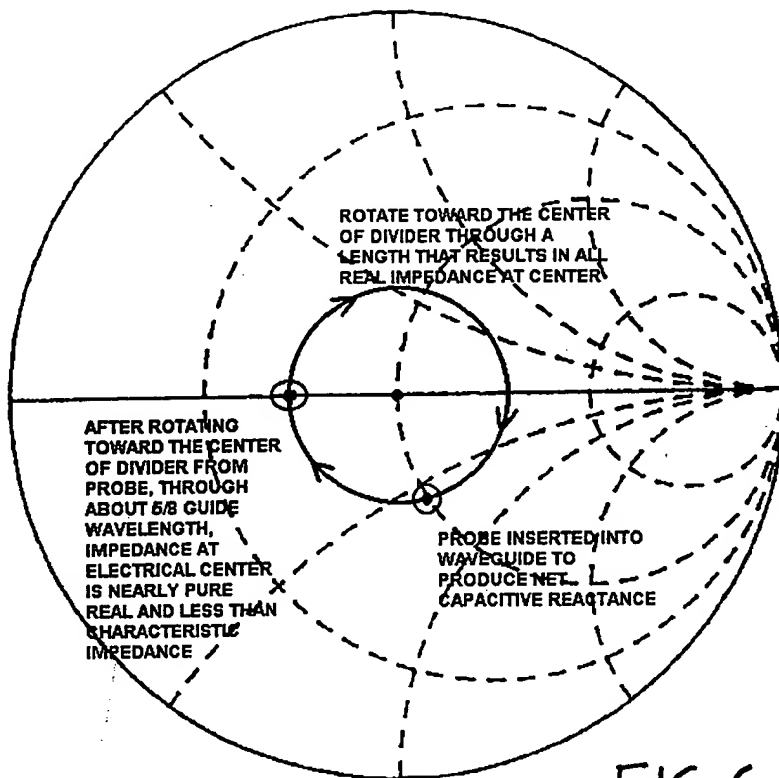 ROTATE TOWARD THE CENTER
OF DIVIDER THROUGH A
LENGTH THAT RESULTS IN ALL
REAL IMPEDANCE AT CENTER
AFTER ROTATING
TOWARD THE CENTER
OF DIVIDER FROM
PROBE, THROUGH
ABOUT 5/8 GUIDE
WAVELENGTH,
IMPEDANCE AT
ELECTRICAL CENTER
IS NEARLY PURE
REAL AND LESS THAN
CHARACTERISTIC
IMPEDANCE
PROBE INSERTED INTO
WAVEGUIDE TO
PRODUCE NET
CAPACITIVE REACTANCE